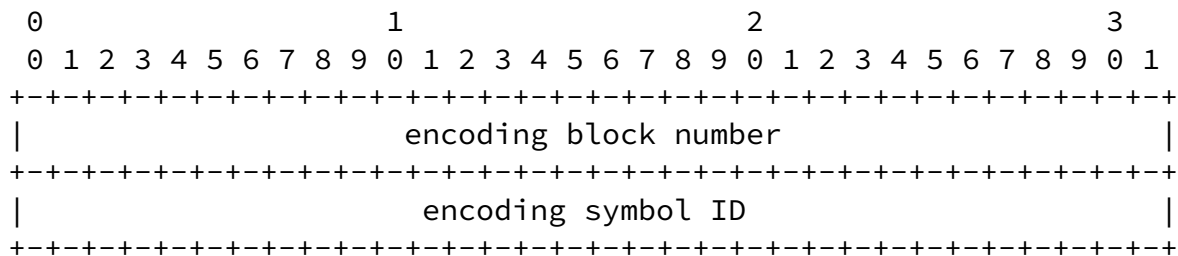 0                   1                   2                   3
 0 1 2 3 4 5 6 7 8 9 0 1 2 3 4 5 6 7 8 9 0 1 2 3 4 5 6 7 8 9 0 1
+-+-+-+-+-+-+-+-+-+-+-+-+-+-+-+-+-+-+-+-+-+-+-+-+-+-+-+-+-+-+-+-+
|                     encoding block number                     |
+-+-+-+-+-+-+-+-+-+-+-+-+-+-+-+-+-+-+-+-+-+-+-+-+-+-+-+-+-+-+-+-+
|                      encoding symbol ID                       |
+-+-+-+-+-+-+-+-+-+-+-+-+-+-+-+-+-+-+-+-+-+-+-+-+-+-+-+-+-+-+-+-+